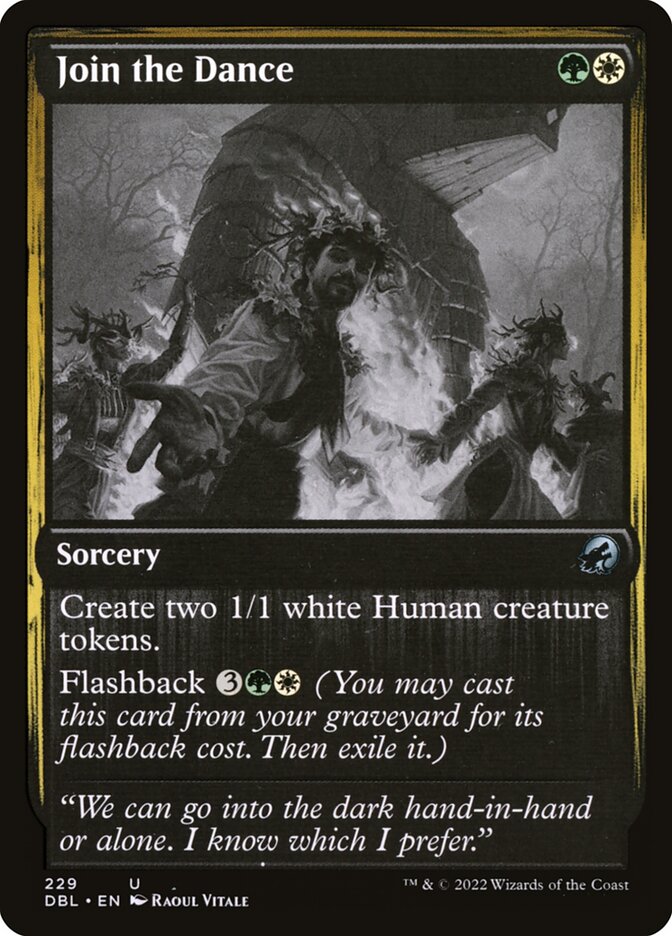 Join the Dance
Sorcery
Create two 1/1 white Human creature
tokens.
Flashback 3 (You may cast
this card from your graveyard for its
flashback cost. Then exile it.)
“We can go into the dark hand-in-hand
or alone. I know which I prefer.”
229 U
DBL • EN Raoul Vitale
™ & © 2022 Wizards of the Coast